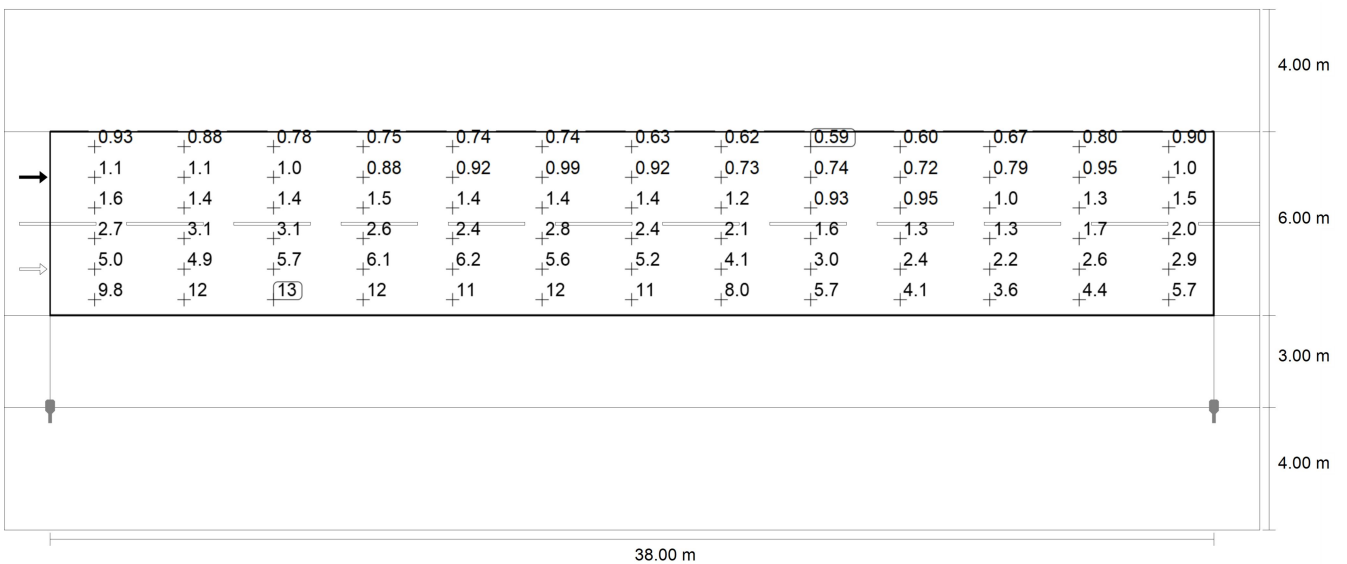 4.00 m
0.93 0.88 0.78 0.75 0.74 0.74 0.63 0.62 0.59 0.60 0.67 0.80 0.90
1.1 1.1 1.0 0.88 0.92 0.99 0.92 0.73 0.74 0.72 0.79 0.95 1.0
1.6 1.4 1.4 1.5 1.4 1.4 1.4 1.2 0.93 0.95 1.0 1.3 1.5
6.00 m
2.7 3.1 3.1 2.6 2.4 2.8 2.4 2.1 1.6 1.3 1.3 1.7 2.0
5.0 4.9 5.7 6.1 6.2 5.6 5.2 4.1 3.0 2.4 2.2 2.6 2.9
9.8 12 13 12 11 12 11 8.0 5.7 4.1 3.6 4.4 5.7
3.00 m
4.00 m
38.00 m